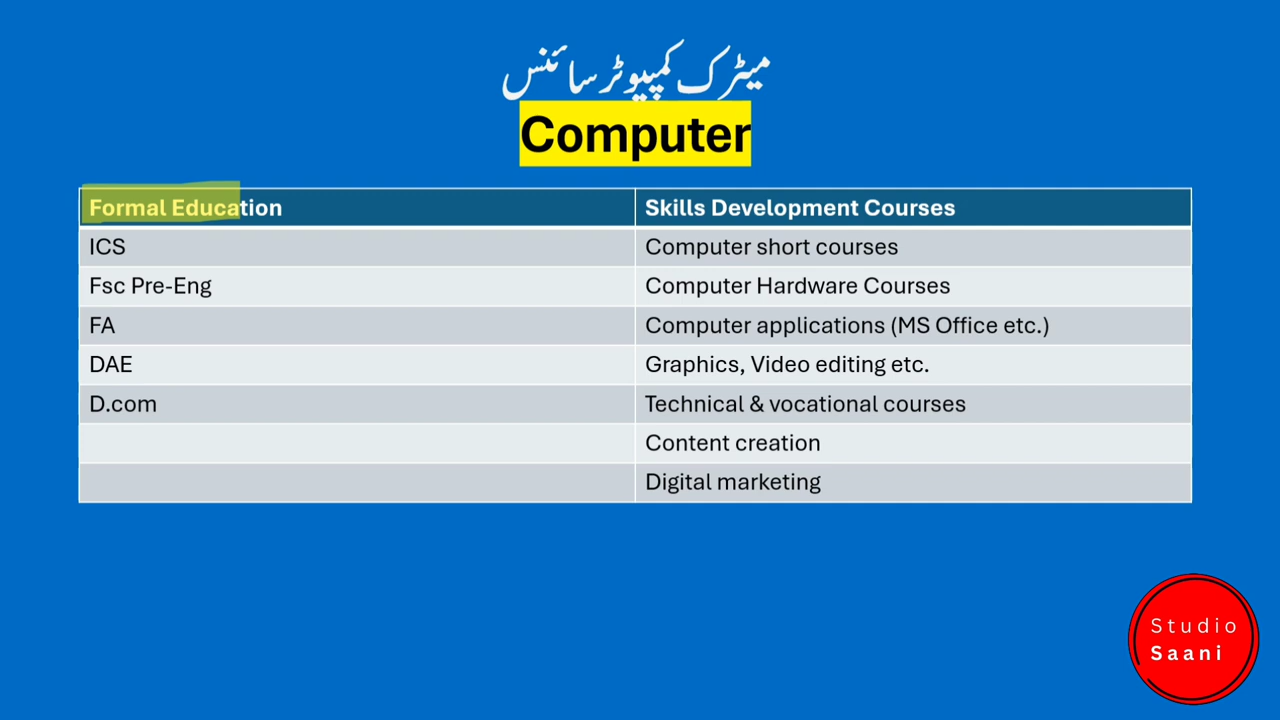 میٹرک کمپیوٹر سائنس
Computer
Formal Education
Skills Development Courses
ICS
Computer short courses
Fsc Pre-Eng
Computer Hardware Courses
FA
Computer applications (MS Office etc.)
DAE
Graphics, Video editing etc.
D.com
Technical & vocational courses
Content creation
Digital marketing
Studio
Saani